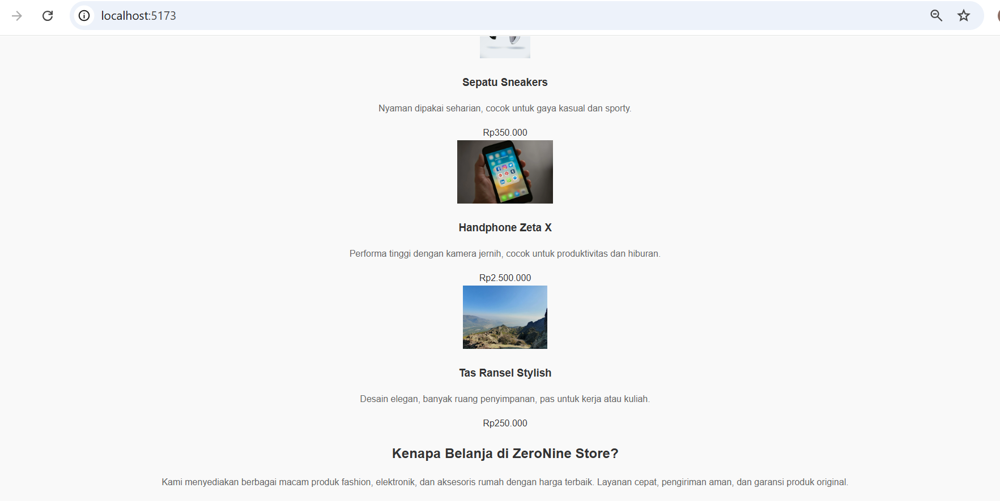 localhost:5173
Sepatu Sneakers
Nyaman dipakai seharian, cocok untuk gaya kasual dan sporty.
Rp350.000
Handphone Zeta X
Performa tinggi dengan kamera jernih, cocok untuk produktivitas dan hiburan.
Rp2.500.000
Tas Ransel Stylish
Desain elegan, banyak ruang penyimpanan, pas untuk kerja atau kuliah.
Rp250.000
Kenapa Belanja di ZeroNine Store?
Kami menyediakan berbagai macam produk fashion, elektronik, dan aksesoris rumah dengan harga terbaik. Layanan cepat, pengiriman aman, dan garansi produk original.